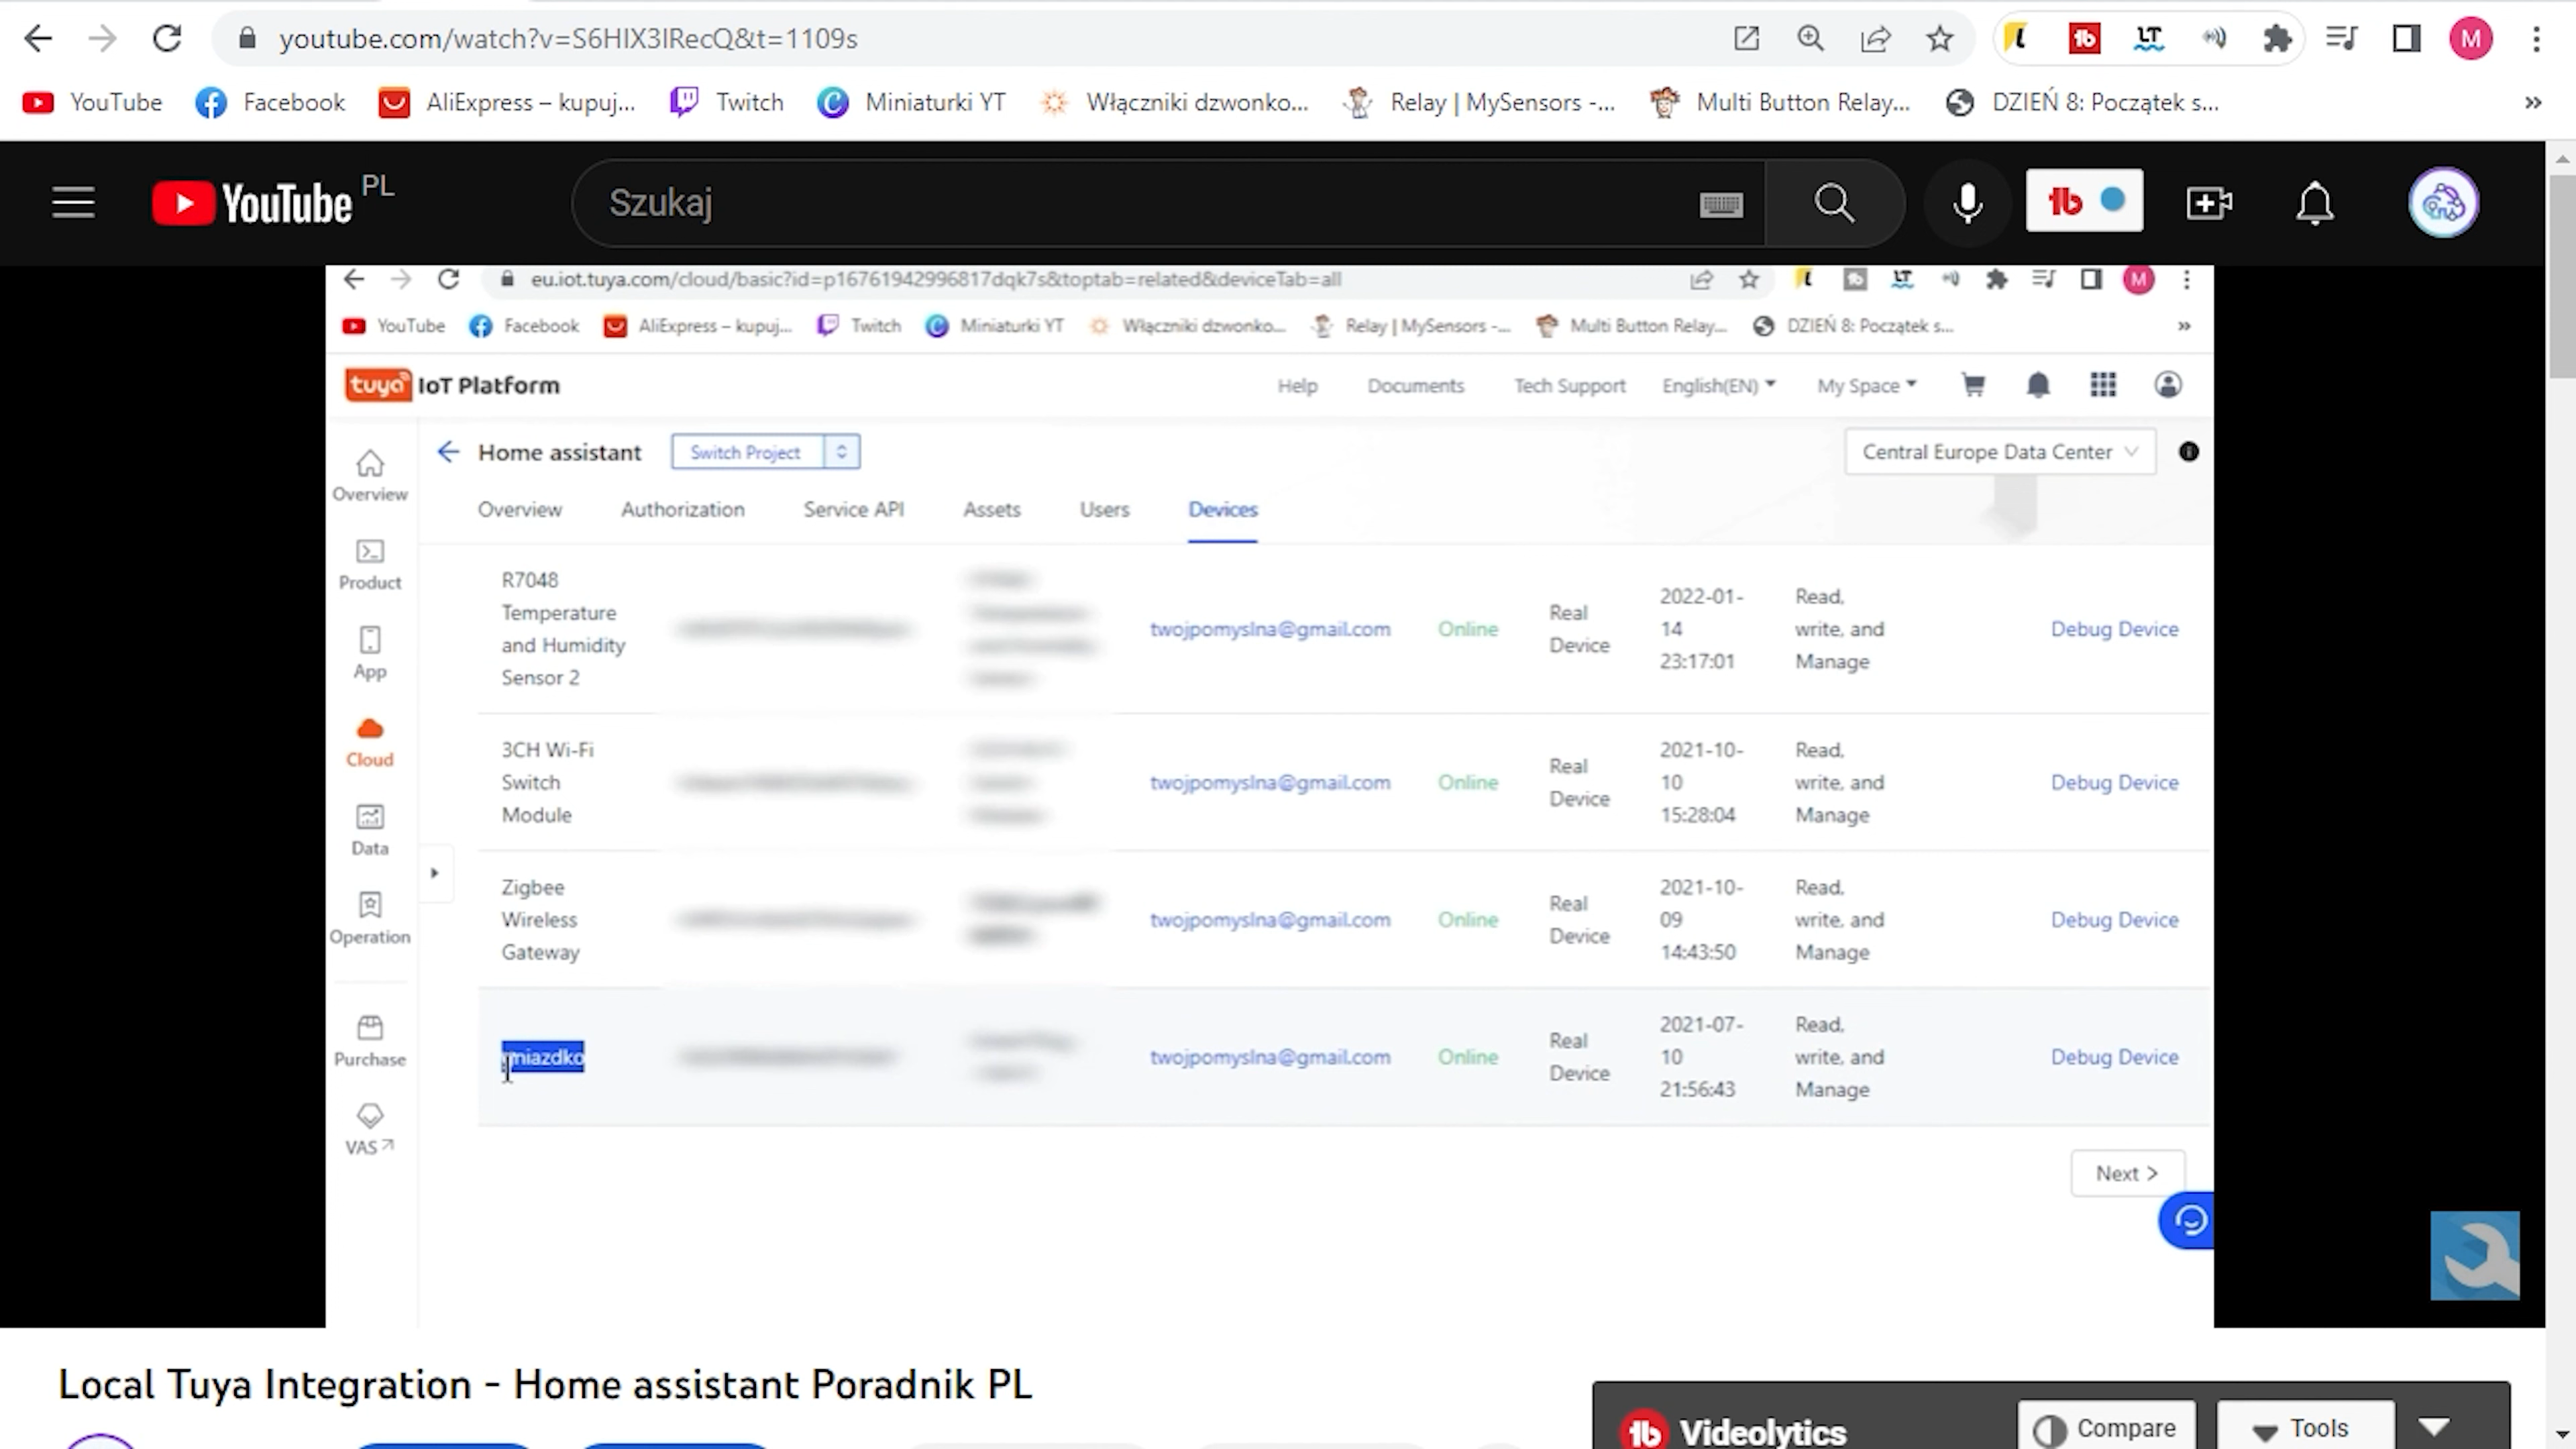 youtube.com/watch?v=S6HIX3IRecQ&t=1109s
M
YouTube Facebook AliExpress – kupuj... Twitch Miniaturki YT Włączniki dzwonko... Relay | MySensors -... Multi Button Relay... DZIEŃ 8: Początek s... »
YouTube PL Szukaj
eu.iot.tuya.com/cloud/basic?id=p16761942996817dqk7s&toptab=related&deviceTab=all M
YouTube Facebook AliExpress – kupuj... Twitch Miniaturki YT Włączniki dzwonko... Relay | MySensors -... Multi Button Relay... DZIEŃ 8: Początek s... »
tuya IoT Platform Help Documents Tech Support English(EN) My Space
Home assistant Switch Project Central Europe Data Center
Overview Authorization Service API Assets Users Devices
Overview
Product
App
Cloud
Data
Operation
Purchase
VAS
R7048
Temperature
and Humidity
Sensor 2
twojpomyslna@gmail.com Online
Real
Device
2022-01-
14
23:17:01
Read,
write, and
Manage
Debug Device
3CH Wi-Fi
Switch
Module
twojpomyslna@gmail.com Online
Real
Device
2021-10-
10
15:28:04
Read,
write, and
Manage
Debug Device
Zigbee
Wireless
Gateway
twojpomyslna@gmail.com Online
Real
Device
2021-10-
09
14:43:50
Read,
write, and
Manage
Debug Device
gniazdko
twojpomyslna@gmail.com Online
Real
Device
2021-07-
10
21:56:43
Read,
write, and
Manage
Debug Device
Next >
Local Tuya Integration - Home assistant Poradnik PL
Videolytics Compare Tools